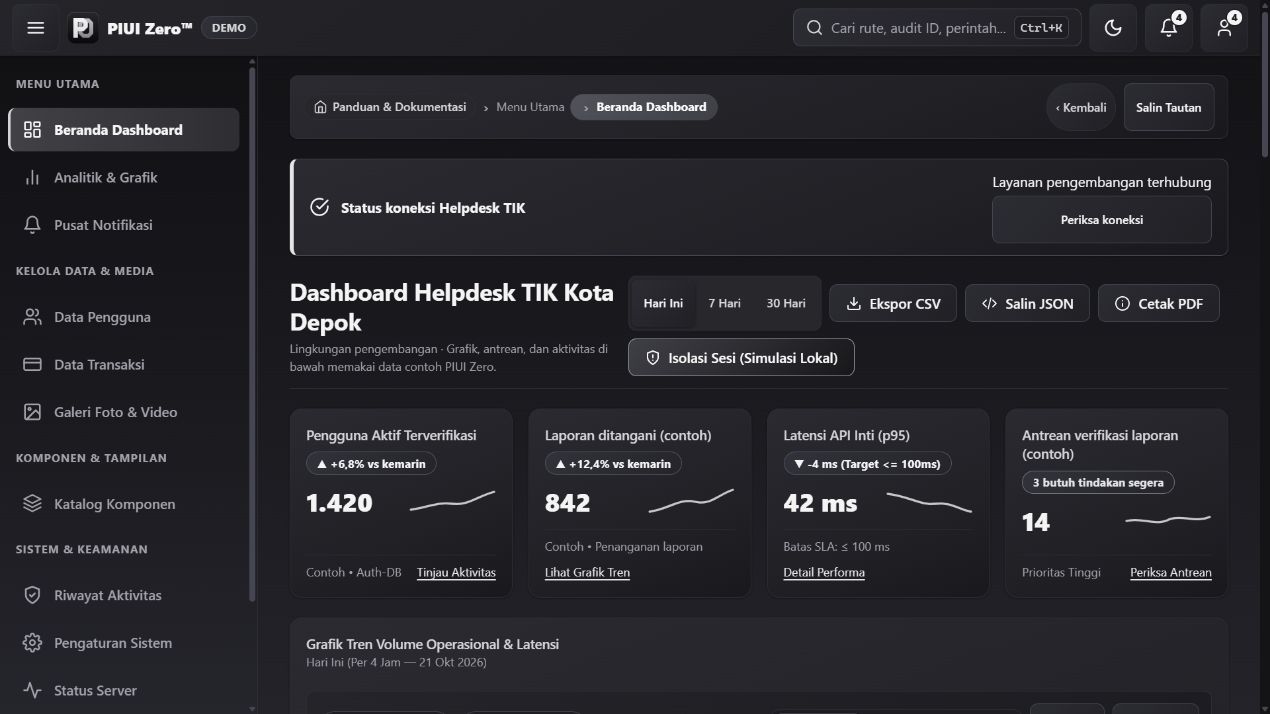 PIUI Zero™ DEMO
Cari rute, audit ID, perintah... Ctrl+K
4
4
MENU UTAMA
Beranda Dashboard
Analitik & Grafik
Pusat Notifikasi
KELOLA DATA & MEDIA
Data Pengguna
Data Transaksi
Galeri Foto & Video
KOMPONEN & TAMPILAN
Katalog Komponen
SISTEM & KEAMANAN
Riwayat Aktivitas
Pengaturan Sistem
Status Server
Panduan & Dokumentasi › Menu Utama › Beranda Dashboard
‹ Kembali
Salin Tautan
Status koneksi Helpdesk TIK
Layanan pengembangan terhubung
Periksa koneksi
Dashboard Helpdesk TIK Kota
Depok
Lingkungan pengembangan · Grafik, antrean, dan aktivitas di
bawah memakai data contoh PIUI Zero.
Hari Ini 7 Hari 30 Hari
Ekspor CSV
Salin JSON
Cetak PDF
Isolasi Sesi (Simulasi Lokal)
Pengguna Aktif Terverifikasi
▲ +6,8% vs kemarin
1.420
Contoh • Auth-DB Tinjau Aktivitas
Laporan ditangani (contoh)
▲ +12,4% vs kemarin
842
Contoh • Penanganan laporan
Lihat Grafik Tren
Latensi API Inti (p95)
▼ -4 ms (Target <= 100ms)
42 ms
Batas SLA: ≤ 100 ms
Detail Performa
Antrean verifikasi laporan
(contoh)
3 butuh tindakan segera
14
Prioritas Tinggi Periksa Antrean
Grafik Tren Volume Operasional & Latensi
Hari Ini (Per 4 Jam — 21 Okt 2026)